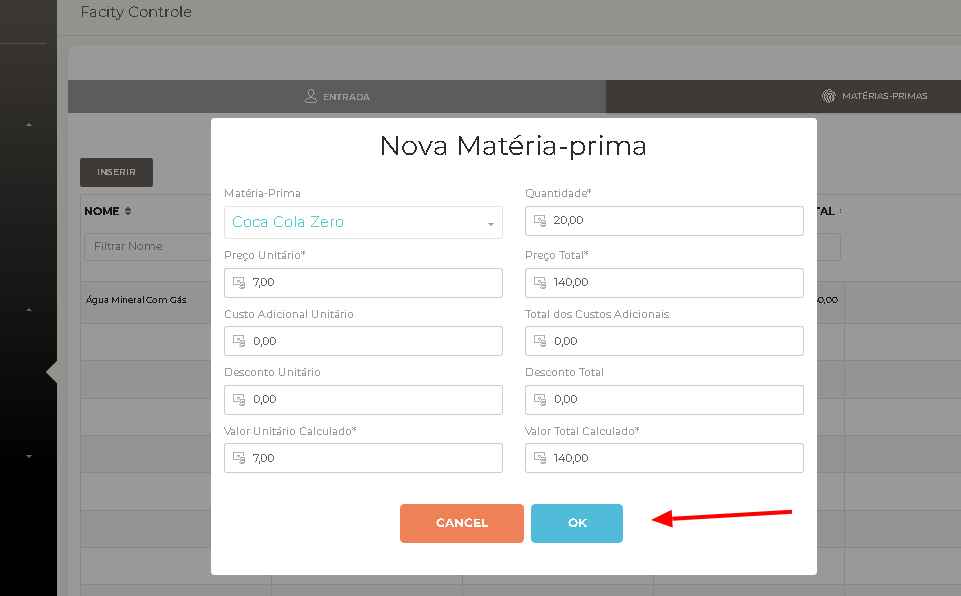 Facity Controle
ENTRADA
MATÉRIAS-PRIMAS
Nova Matéria-prima
INSERIR
Matéria-Prima
Quantidade*
NOME
TAL
Coca Cola Zero
20,00
Filtrar Nome
Preço Unitário*
Preço Total*
7,00
140,00
Água Mineral Com Gás
0,00
Custo Adicional Unitário
Total dos Custos Adicionais
0,00
0,00
Desconto Unitário
Desconto Total
0,00
0,00
Valor Unitário Calculado*
Valor Total Calculado*
7,00
140,00
CANCEL
OK